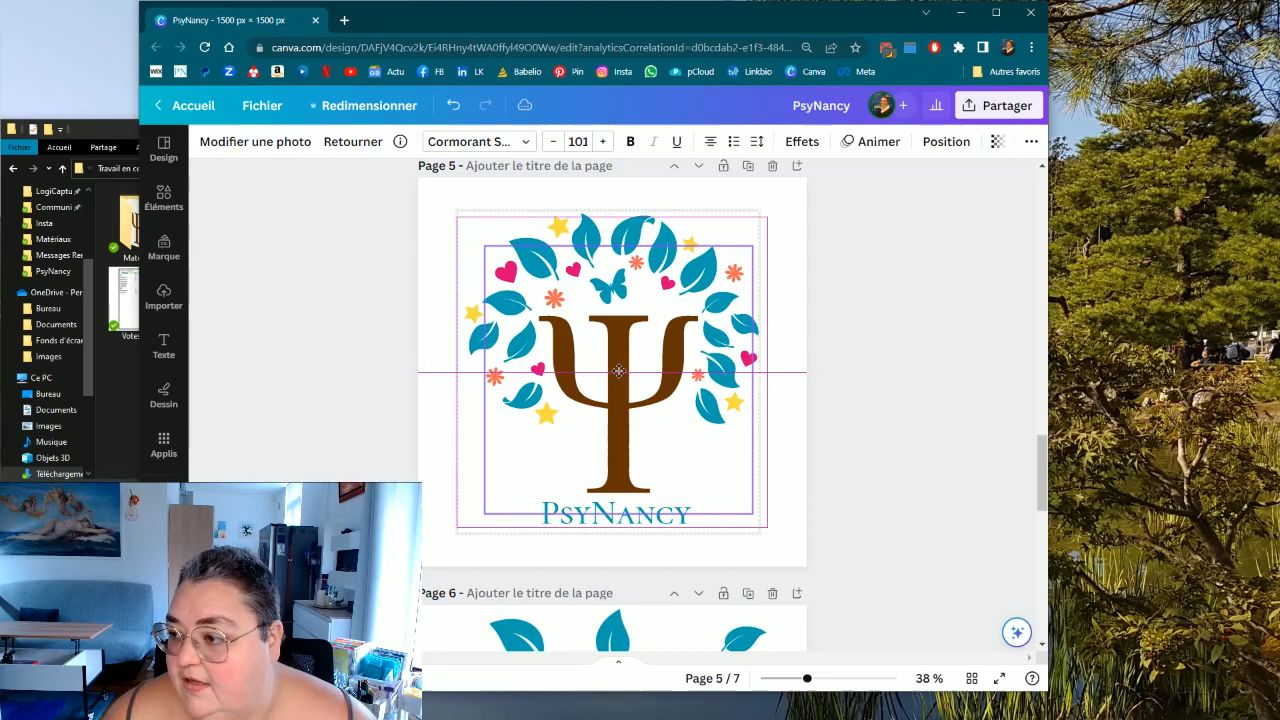 PsyNancy - 1500 px × 1500 px
canva.com/design/DAFjV4Qcv2k/Ei4RHny4tWA0ffyl49O0Ww/edit?analyticsCorrelationId=d0bcdab2-e1f3-484...
WIX PN Actu FB LK Babelio Pin Insta pCloud Linkbio Canva Meta Autres favoris
Accueil Fichier Redimensionner PsyNancy Partager
Modifier une photo Retourner Cormorant S... − 101 + B I U Effets Animer Position
Fichier Accueil Partage A
Travail en c
LogiCaptu
Communi
Insta
Matériaux
Messages Re
PsyNancy
OneDrive - Per
Bureau
Documents
Fonds d'écra
Images
Ce PC
Bureau
Documents
Images
Musique
Objets 3D
Téléchargeme
Mate
Votes
Design
Éléments
Marque
Importer
Texte
Dessin
Applis
Page 5 - Ajouter le titre de la page
Ψ
PsyNancy
Page 6 - Ajouter le titre de la page
Page 5 / 7 38 %